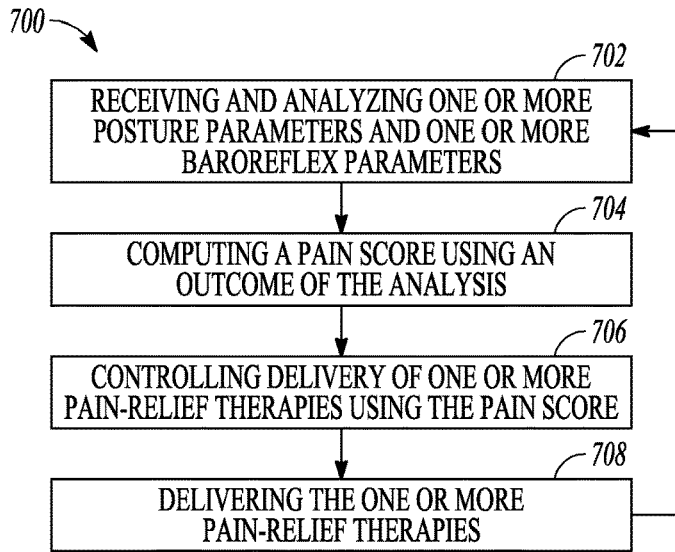 700
702
RECEIVING AND ANALYZING ONE OR MORE
POSTURE PARAMETERS AND ONE OR MORE
BAROREFLEX PARAMETERS
704
COMPUTING A PAIN SCORE USING AN
OUTCOME OF THE ANALYSIS
706
CONTROLLING DELIVERY OF ONE OR MORE
PAIN-RELIEF THERAPIES USING THE PAIN SCORE
708
DELIVERING THE ONE OR MORE
PAIN-RELIEF THERAPIES